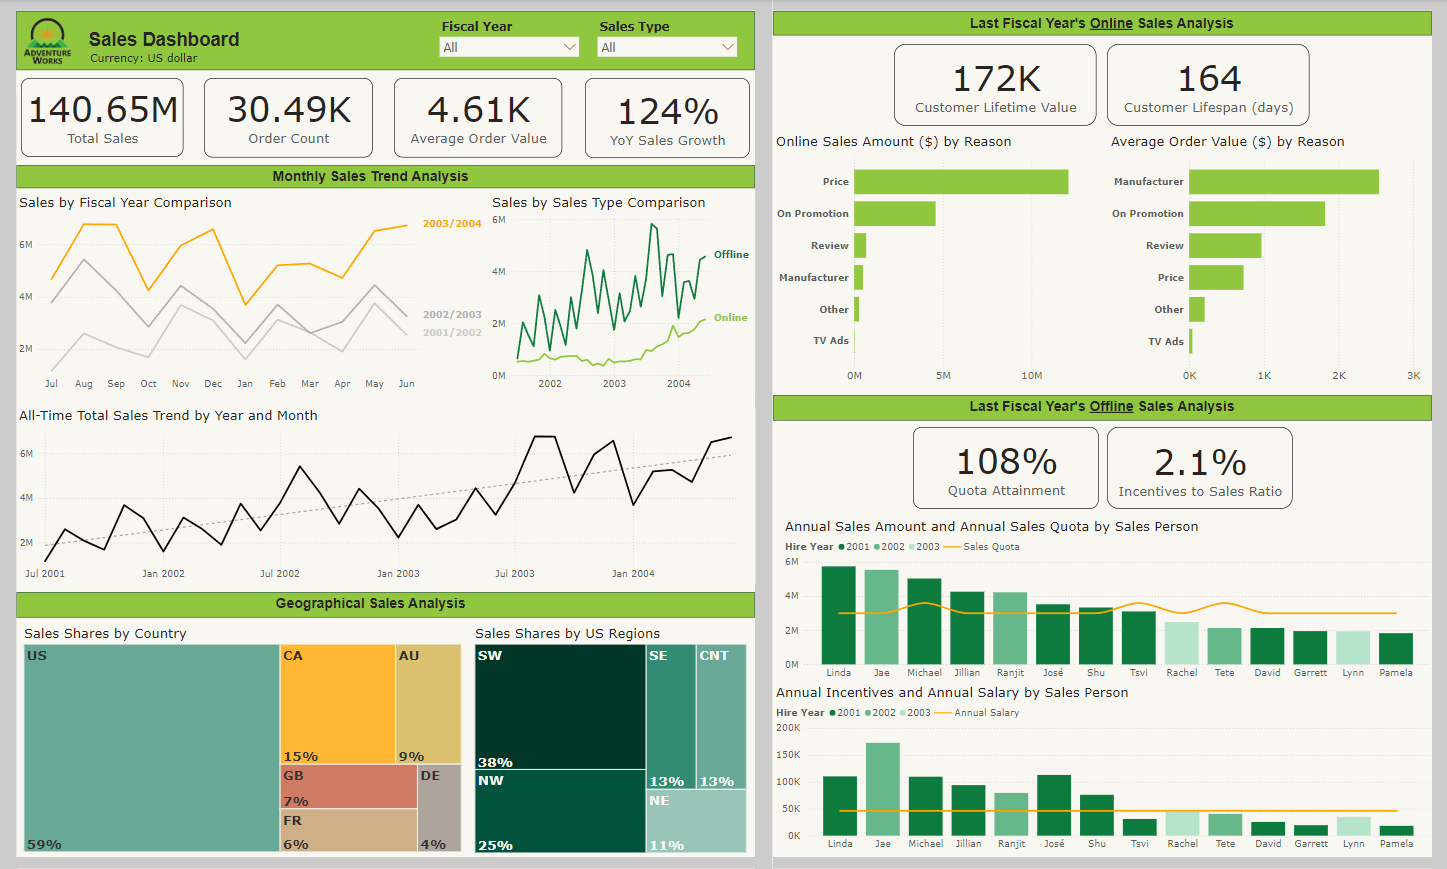 ADVENTURE
WORKS
Sales Dashboard
Currency: US dollar
Fiscal Year
All
Sales Type
All
140.65M
Total Sales
30.49K
Order Count
4.61K
Average Order Value
124%
YoY Sales Growth
Monthly Sales Trend Analysis
Sales by Fiscal Year Comparison
6M
4M
2M
2003/2004
2002/2003
2001/2002
Jul Aug Sep Oct Nov Dec Jan Feb Mar Apr May Jun
Sales by Sales Type Comparison
6M
4M
2M
0M
Offline
Online
2002 2003 2004
All-Time Total Sales Trend by Year and Month
6M
4M
2M
Jul 2001 Jan 2002 Jul 2002 Jan 2003 Jul 2003 Jan 2004
Geographical Sales Analysis
Sales Shares by Country
US
59%
CA
15%
AU
9%
GB
7%
FR
6%
DE
4%
Sales Shares by US Regions
SW
38%
NW
25%
SE
13%
CNT
13%
NE
11%
Last Fiscal Year's Online Sales Analysis
172K
Customer Lifetime Value
164
Customer Lifespan (days)
Online Sales Amount ($) by Reason
Price
On Promotion
Review
Manufacturer
Other
TV Ads
0M 5M 10M
Average Order Value ($) by Reason
Manufacturer
On Promotion
Review
Price
Other
TV Ads
0K 1K 2K 3K
Last Fiscal Year's Offline Sales Analysis
108%
Quota Attainment
2.1%
Incentives to Sales Ratio
Annual Sales Amount and Annual Sales Quota by Sales Person
Hire Year 2001 2002 2003 Sales Quota
6M
4M
2M
0M
Linda Jae Michael Jillian Ranjit José Shu Tsvi Rachel Tete David Garrett Lynn Pamela
Annual Incentives and Annual Salary by Sales Person
Hire Year 2001 2002 2003 Annual Salary
200K
150K
100K
50K
0K
Linda Jae Michael Jillian Ranjit José Shu Tsvi Rachel Tete David Garrett Lynn Pamela